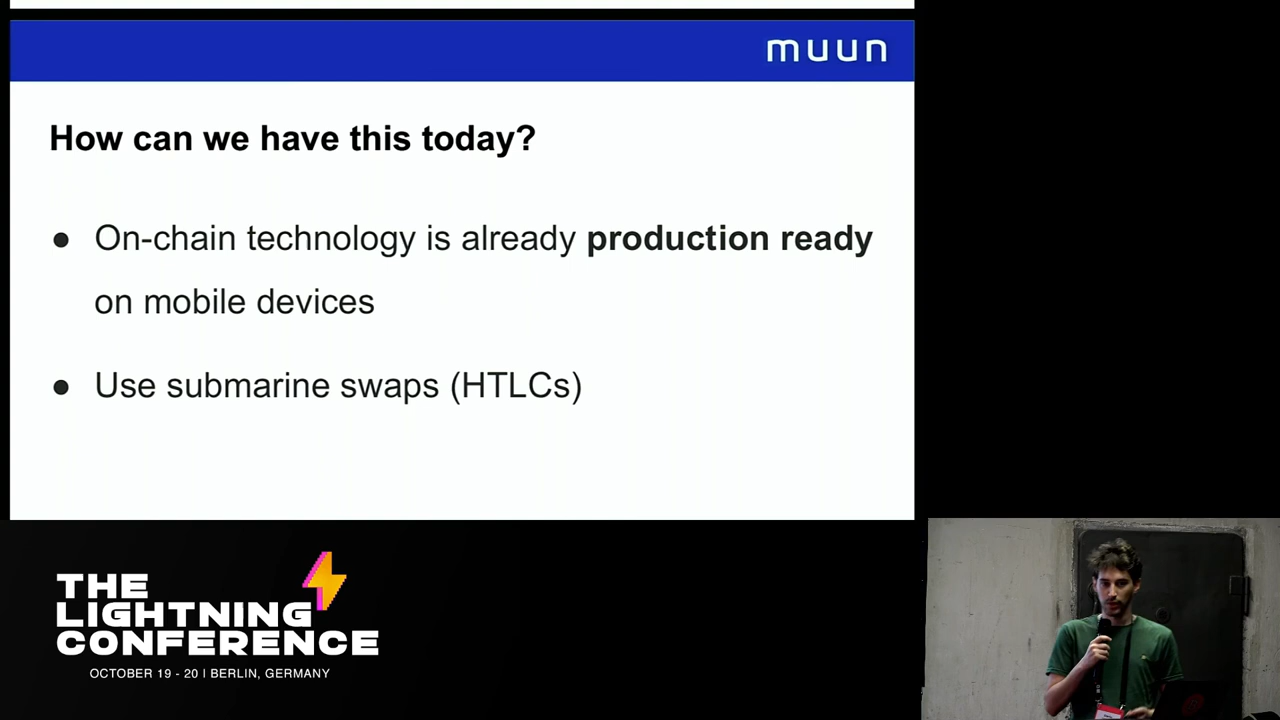 muun
How can we have this today?
● On-chain technology is already production ready
on mobile devices
● Use submarine swaps (HTLCs)
THE
LIGHTNING
CONFERENCE
OCTOBER 19 - 20 | BERLIN, GERMANY